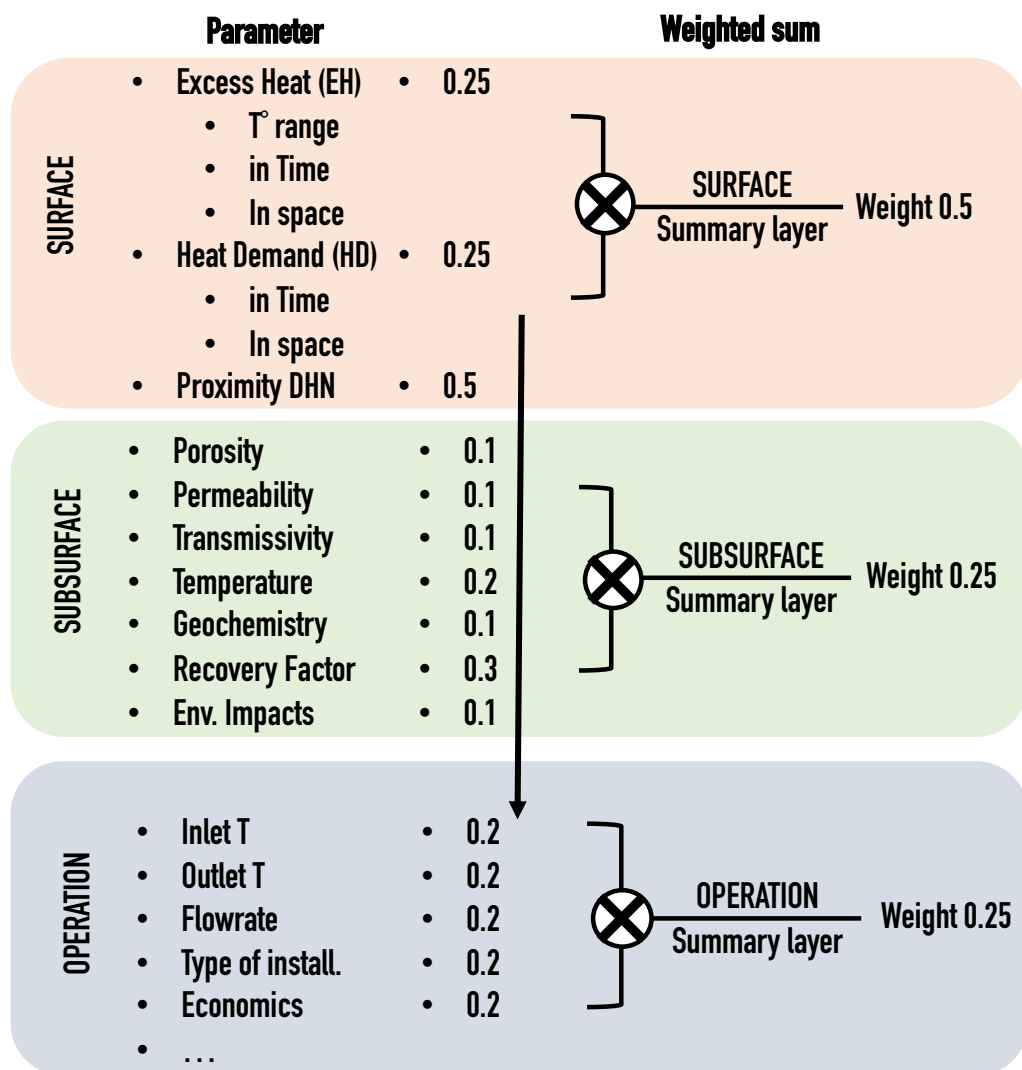 Parameter Weighted sum
SURFACE
• Excess Heat (EH) • 0.25
• T° range
• in Time
• In space
• Heat Demand (HD) • 0.25
• in Time
• In space
• Proximity DHN • 0.5
SURFACE
Summary layer
Weight 0.5
SUBSURFACE
• Porosity • 0.1
• Permeability • 0.1
• Transmissivity • 0.1
• Temperature • 0.2
• Geochemistry • 0.1
• Recovery Factor • 0.3
• Env. Impacts • 0.1
SUBSURFACE
Summary layer
Weight 0.25
OPERATION
• Inlet T • 0.2
• Outlet T • 0.2
• Flowrate • 0.2
• Type of install. • 0.2
• Economics • 0.2
• ...
OPERATION
Summary layer
Weight 0.25